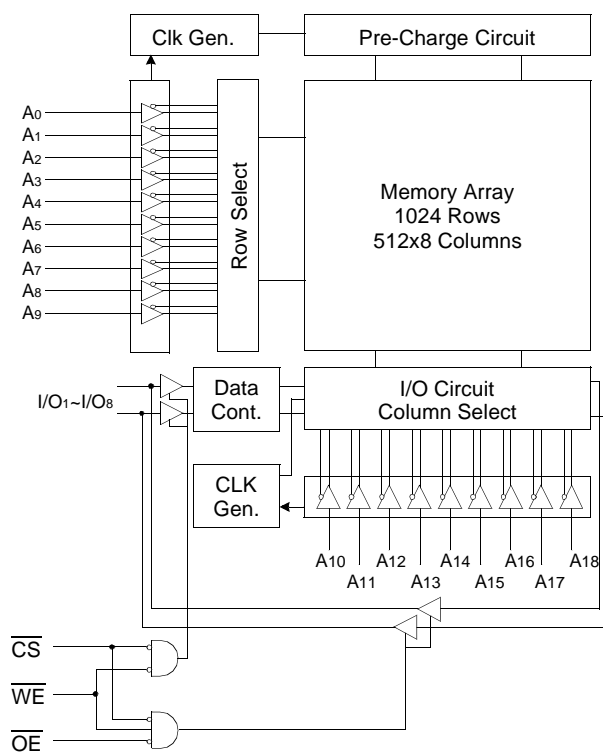 Clk Gen.
Pre-Charge Circuit
A0
A1
A2
A3
A4
A5
A6
A7
A8
A9
Row Select
Memory Array
1024 Rows
512x8 Columns
I/O1~I/O8
Data
Cont.
I/O Circuit
Column Select
CLK
Gen.
A10
A11
A12
A13
A14
A15
A16
A17
A18
CS
WE
OE